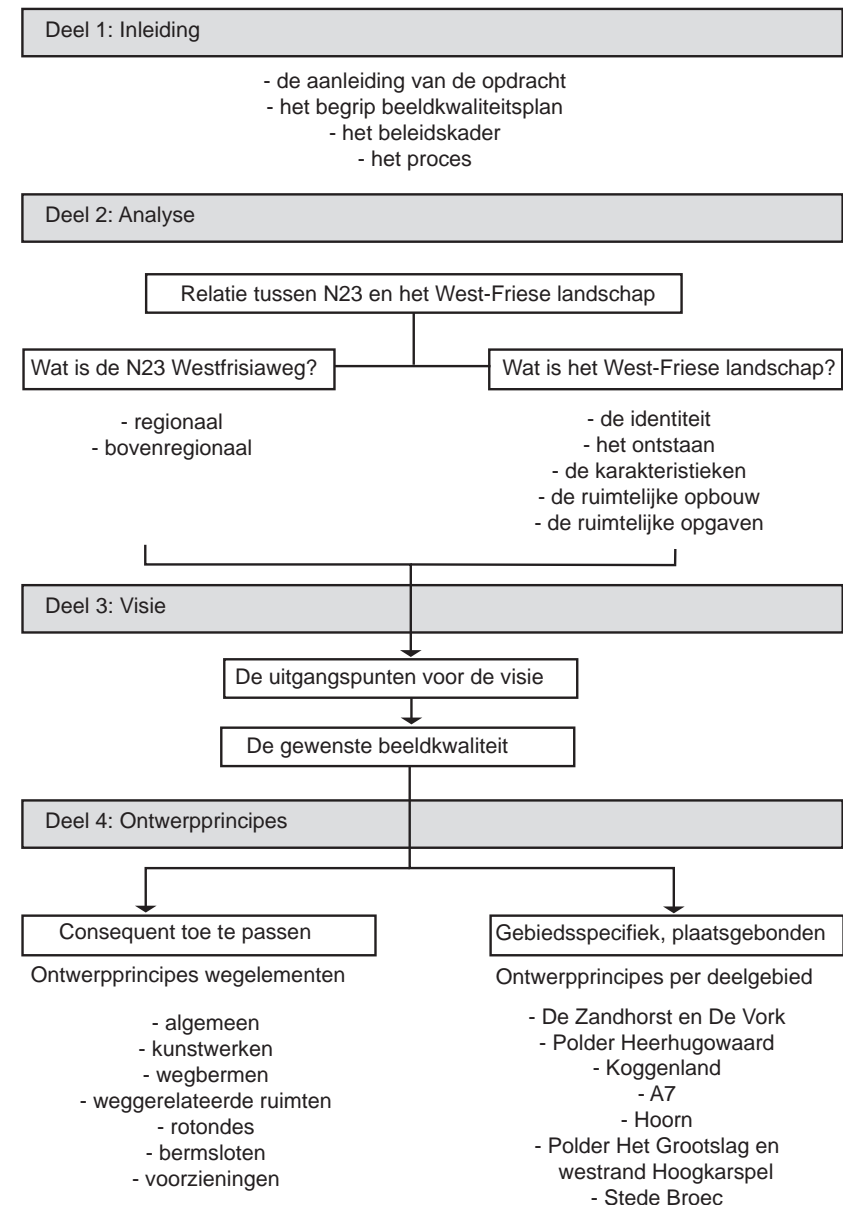 Deel 1: Inleiding
- de aanleiding van de opdracht
- het begrip beeldkwaliteitsplan
- het beleidskader
- het proces
Deel 2: Analyse
Relatie tussen N23 en het West-Friese landschap
Wat is de N23 Westfrisiaweg?
- regionaal
- bovenregionaal
Wat is het West-Friese landschap?
- de identiteit
- het ontstaan
- de karakteristieken
- de ruimtelijke opbouw
- de ruimtelijke opgaven
Deel 3: Visie
De uitgangspunten voor de visie
De gewenste beeldkwaliteit
Deel 4: Ontwerpprincipes
Consequent toe te passen
Ontwerpprincipes wegelementen
- algemeen
- kunstwerken
- wegbermen
- weggerelateerde ruimten
- rotondes
- bermsloten
- voorzieningen
Gebiedsspecifiek, plaatsgebonden
Ontwerpprincipes per deelgebied
- De Zandhorst en De Vork
- Polder Heerhugowaard
- Koggenland
- A7
- Hoorn
- Polder Het Grootslag en
westrand Hoogkarspel
- Stede Broec